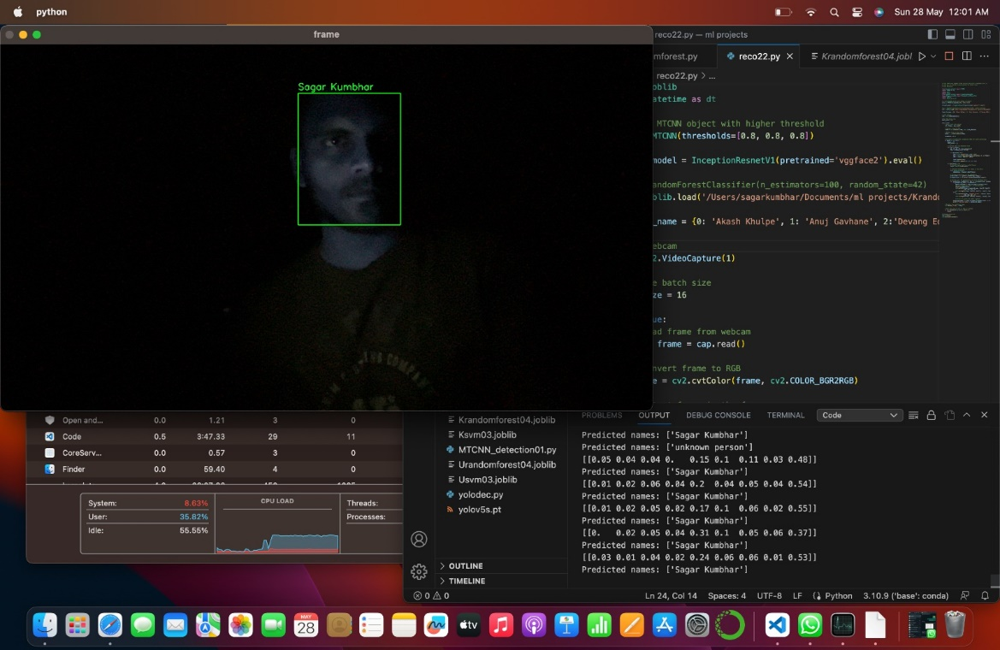 python
Sun 28 May 12:01 AM
frame
Sagar Kumbhar
reco22.py — ml projects
mforest.py
reco22.py
Krandomforest04.jobl
reco22.py > ...
oblib
atetime as dt
MTCNN object with higher threshold
MTCNN(thresholds=[0.8, 0.8, 0.8])
model = InceptionResnetV1(pretrained='vggface2').eval()
andomForestClassifier(n_estimators=100, random_state=42)
blib.load('/Users/sagarkumbhar/Documents/ml projects/Krando
_name = {0: 'Akash Khulpe', 1: 'Anuj Gavhane', 2:'Devang
ebcam
2.VideoCapture(1)
e batch size
ze = 16
ue:
ad frame from webcam
frame = cap.read()
nvert frame to RGB
e = cv2.cvtColor(frame, cv2.COLOR_BGR2RGB)
COMPANY
Open and... 0.0 1.21 3 0
Code 0.5 3:47.33 29 11
CoreServ... 0.0 0.57 3 0
Finder 0.0 59.40 4 0
System: 8.63%
User: 35.82%
Idle: 55.55%
CPU LOAD
Threads:
Processes:
Krandomforest04.joblib
Ksvm03.joblib
MTCNN_detection01.py
Urandomforest04.joblib
Usvm03.joblib
yolodec.py
yolov5s.pt
OUTLINE
TIMELINE
PROBLEMS OUTPUT DEBUG CONSOLE TERMINAL Code
Predicted names: ['Sagar Kumbhar']
Predicted names: ['unknown person']
[[0.05 0.04 0.04 0. 0.15 0.1 0.11 0.03 0.48]]
Predicted names: ['Sagar Kumbhar']
[[0.01 0.02 0.06 0.04 0.2 0.04 0.05 0.04 0.54]]
Predicted names: ['Sagar Kumbhar']
[[0.01 0.02 0.05 0.02 0.17 0.1 0.06 0.02 0.55]]
Predicted names: ['Sagar Kumbhar']
[[0. 0.02 0.05 0.04 0.31 0.1 0.05 0.06 0.37]]
Predicted names: ['Sagar Kumbhar']
[[0.03 0.01 0.04 0.02 0.24 0.06 0.06 0.01 0.53]]
Predicted names: ['Sagar Kumbhar']
0 0
Ln 24, Col 14 Spaces: 4 UTF-8 LF Python 3.10.9 ('base': conda)
MAY
28
tv